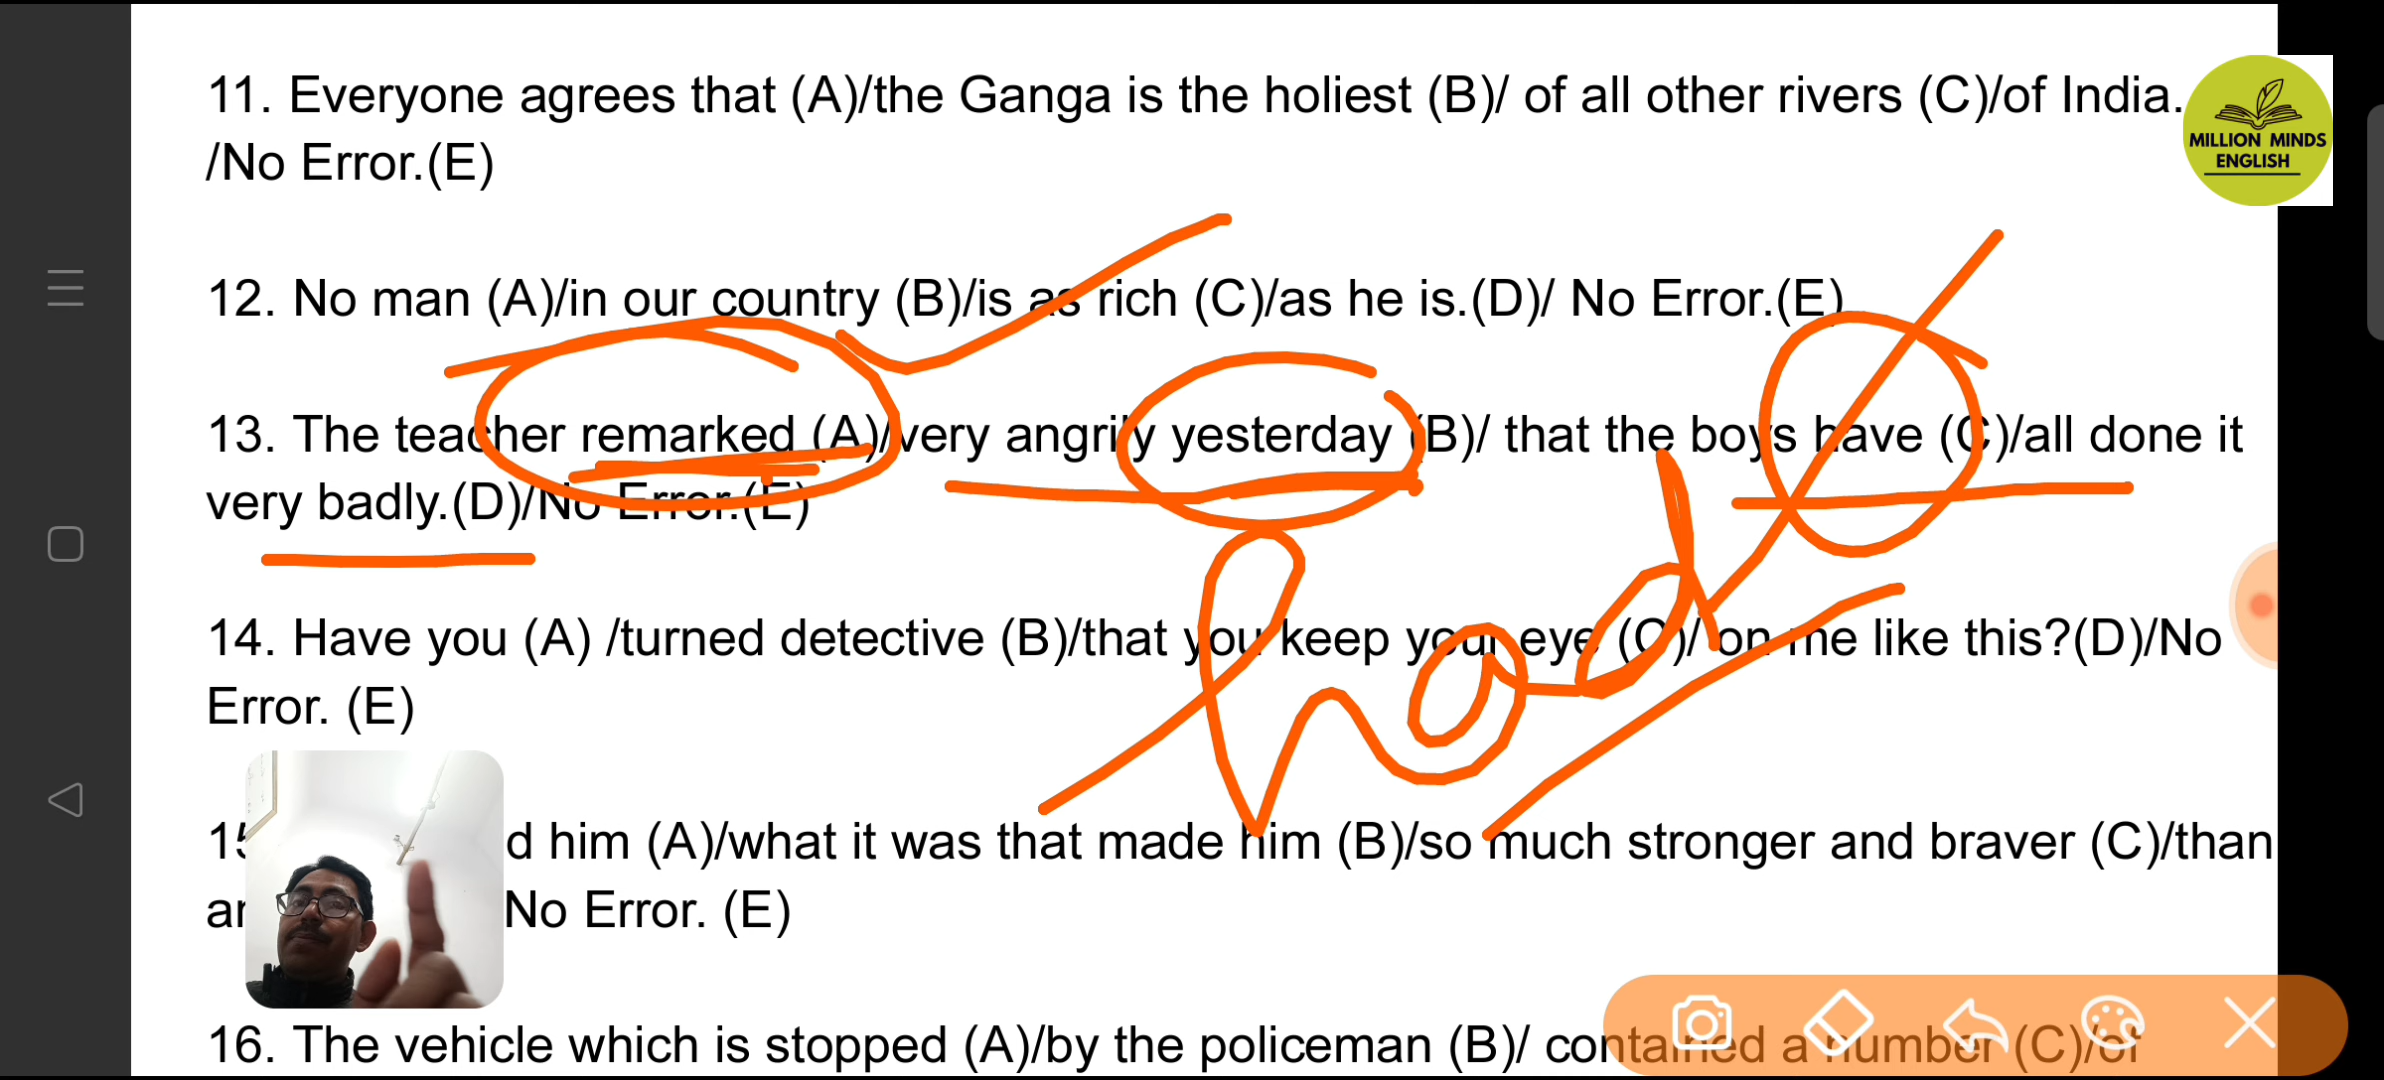 11. Everyone agrees that (A)/the Ganga is the holiest (B)/ of all other rivers (C)/of India.
/No Error.(E)
MILLION MINDS
ENGLISH
12. No man (A)/in our country (B)/is as rich (C)/as he is.(D)/ No Error.(E)
13. The teacher remarked (A)/very angrily yesterday (B)/ that the boys have (C)/all done it
very badly.(D)/No Error.(E)
had
14. Have you (A) /turned detective (B)/that you keep your eye (C)/ on me like this?(D)/No
Error. (E)
d him (A)/what it was that made him (B)/so much stronger and braver (C)/than
No Error. (E)
16. The vehicle which is stopped (A)/by the policeman (B)/ contained a number (C)/of